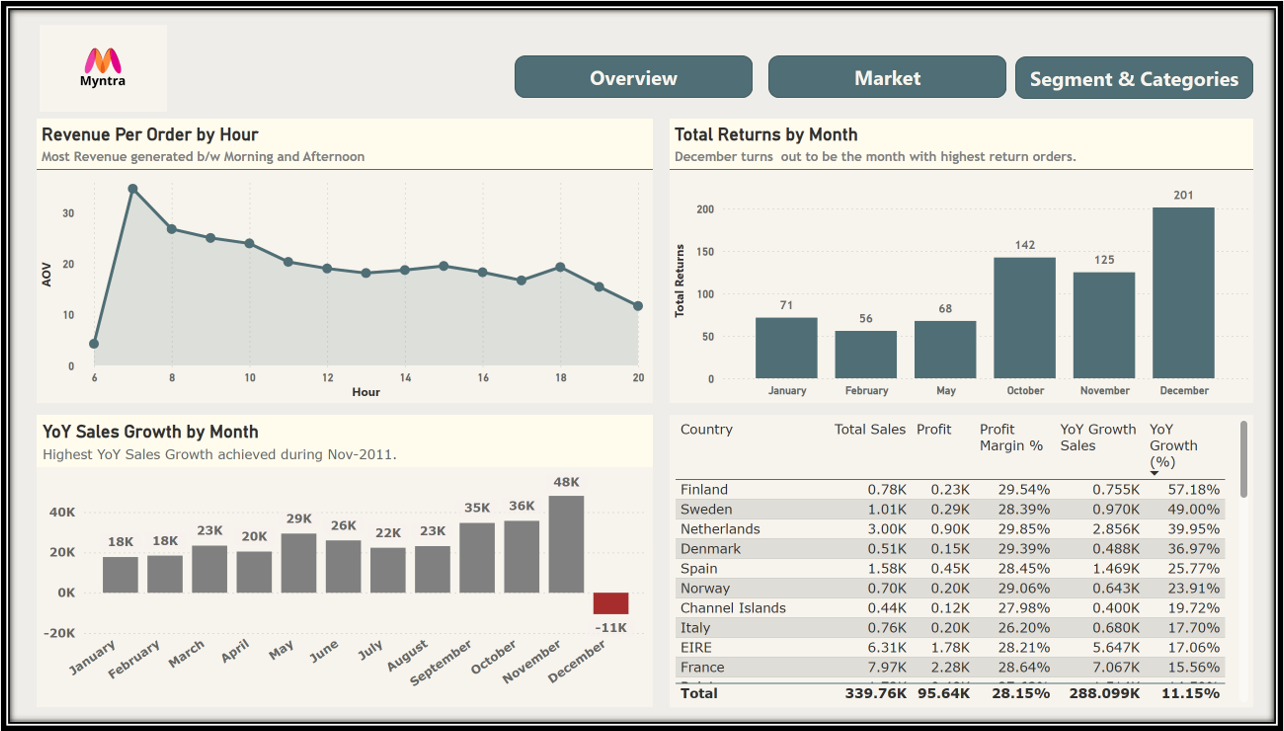 Myntra
Overview
Market
Segment & Categories
Revenue Per Order by Hour
Most Revenue generated b/w Morning and Afternoon
AOV
30
20
10
0
6 8 10 12 14 16 18 20
Hour
Total Returns by Month
December turns out to be the month with highest return orders.
Total Returns
200
150
100
50
0
71 56 68 142 125 201
January February May October November December
YoY Sales Growth by Month
Highest YoY Sales Growth achieved during Nov-2011.
40K
20K
0K
-20K
18K 18K 23K 20K 29K 26K 22K 23K 35K 36K 48K -11K
January February March April May June July August September October November December
Country Total Sales Profit Profit Margin % YoY Growth Sales YoY Growth (%)
Finland 0.78K 0.23K 29.54% 0.755K 57.18%
Sweden 1.01K 0.29K 28.39% 0.970K 49.00%
Netherlands 3.00K 0.90K 29.85% 2.856K 39.95%
Denmark 0.51K 0.15K 29.39% 0.488K 36.97%
Spain 1.58K 0.45K 28.45% 1.469K 25.77%
Norway 0.70K 0.20K 29.06% 0.643K 23.91%
Channel Islands 0.44K 0.12K 27.98% 0.400K 19.72%
Italy 0.76K 0.20K 26.20% 0.680K 17.70%
EIRE 6.31K 1.78K 28.21% 5.647K 17.06%
France 7.97K 2.28K 28.64% 7.067K 15.56%
Total 339.76K 95.64K 28.15% 288.099K 11.15%